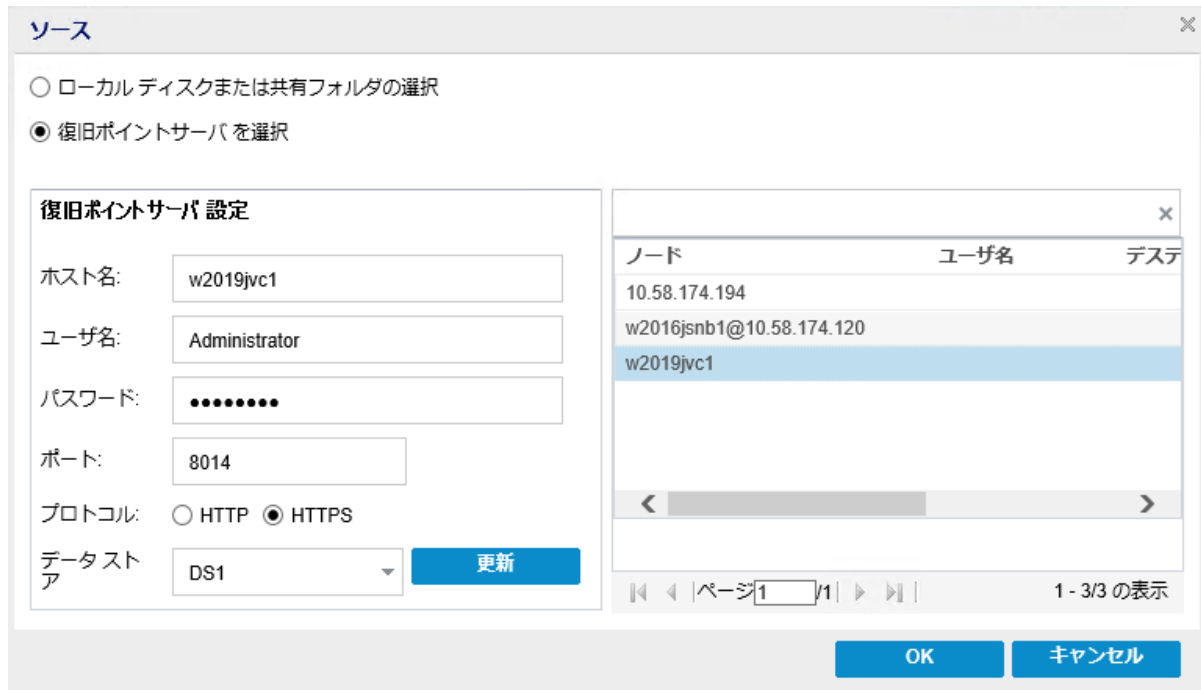 ソース
ローカル ディスクまたは共有フォルダの選択
復旧ポイントサーバ を選択
復旧ポイントサーバ 設定
ホスト名: w2019jvc1
ユーザ名: Administrator
パスワード: ●●●●●●●●
ポート: 8014
プロトコル: HTTP HTTPS
データ スト
ア DS1 更新
ノード ユーザ名 デステ
10.58.174.194
w2016jsnb1@10.58.174.120
w2019jvc1
ページ 1 /1 1 - 3/3 の表示
OK キャンセル